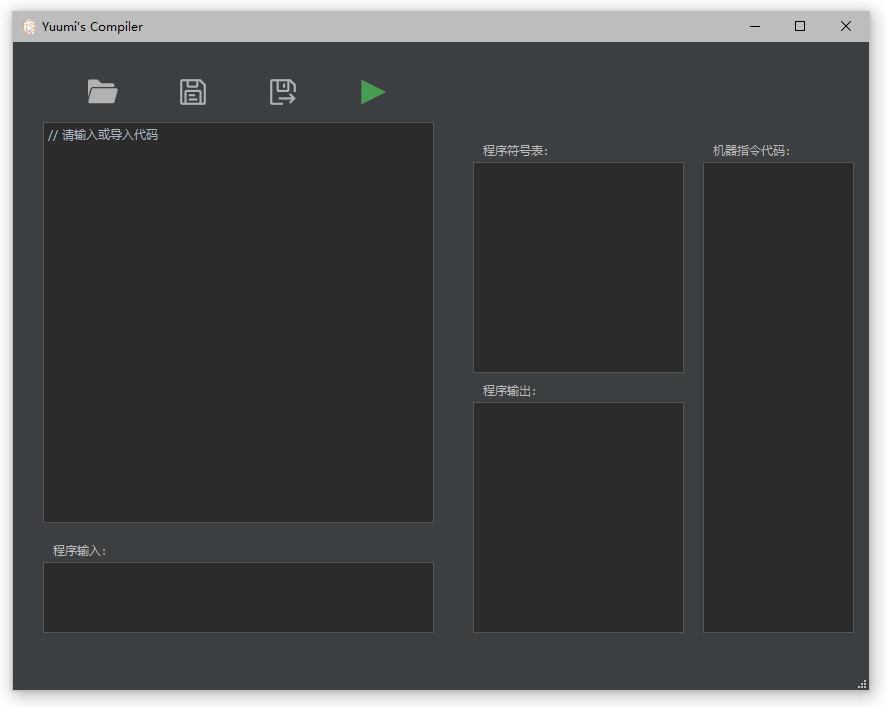 Yuumi's Compiler
// 请输入或导入代码
程序符号表:
机器指令代码:
程序输出:
程序输入: